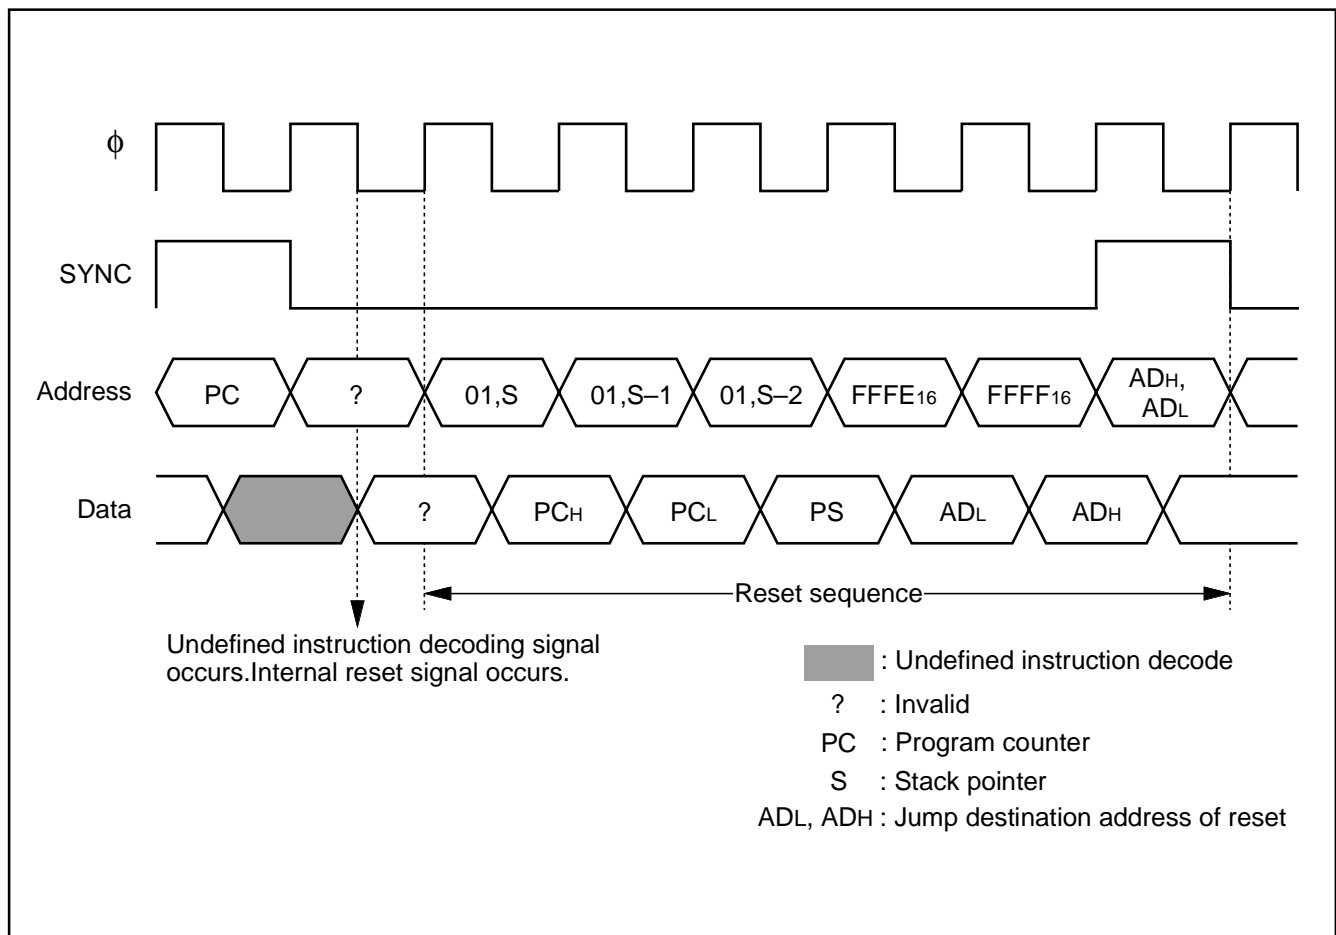 ϕ
SYNC
Address PC ? 01,S 01,S–1 01,S–2 FFFE16 FFFF16 ADH, ADL
Data ? PCH PCL PS ADL ADH
Reset sequence
Undefined instruction decoding signal
occurs.Internal reset signal occurs.
: Undefined instruction decode
? : Invalid
PC : Program counter
S : Stack pointer
ADL, ADH : Jump destination address of reset